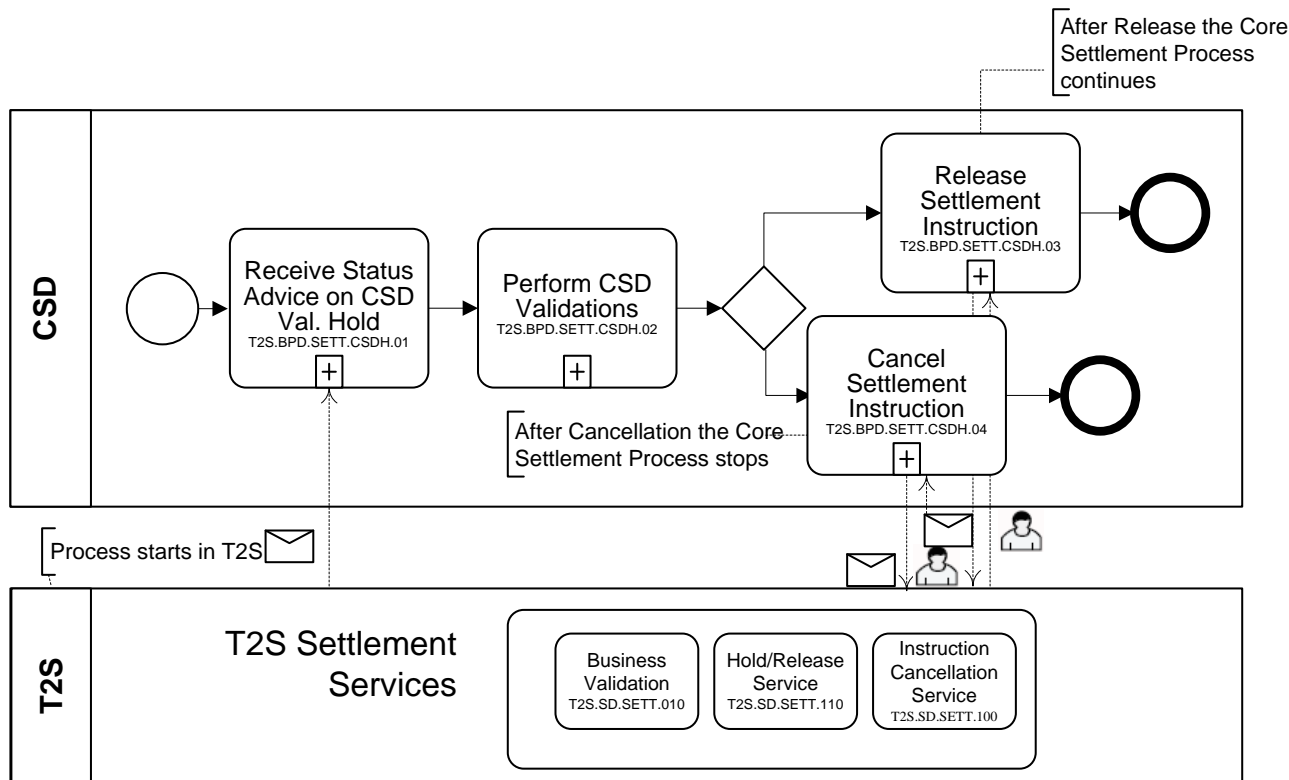 After Release the Core
Settlement Process
continues
CSD
Receive Status
Advice on CSD
Val. Hold
T2S.BPD.SETT.CSDH.01
Perform CSD
Validations
T2S.BPD.SETT.CSDH.02
Release
Settlement
Instruction
T2S.BPD.SETT.CSDH.03
Cancel
Settlement
Instruction
T2S.BPD.SETT.CSDH.04
After Cancellation the Core
Settlement Process stops
Process starts in T2S
T2S
T2S Settlement
Services
Business
Validation
T2S.SD.SETT.010
Hold/Release
Service
T2S.SD.SETT.110
Instruction
Cancellation
Service
T2S.SD.SETT.100